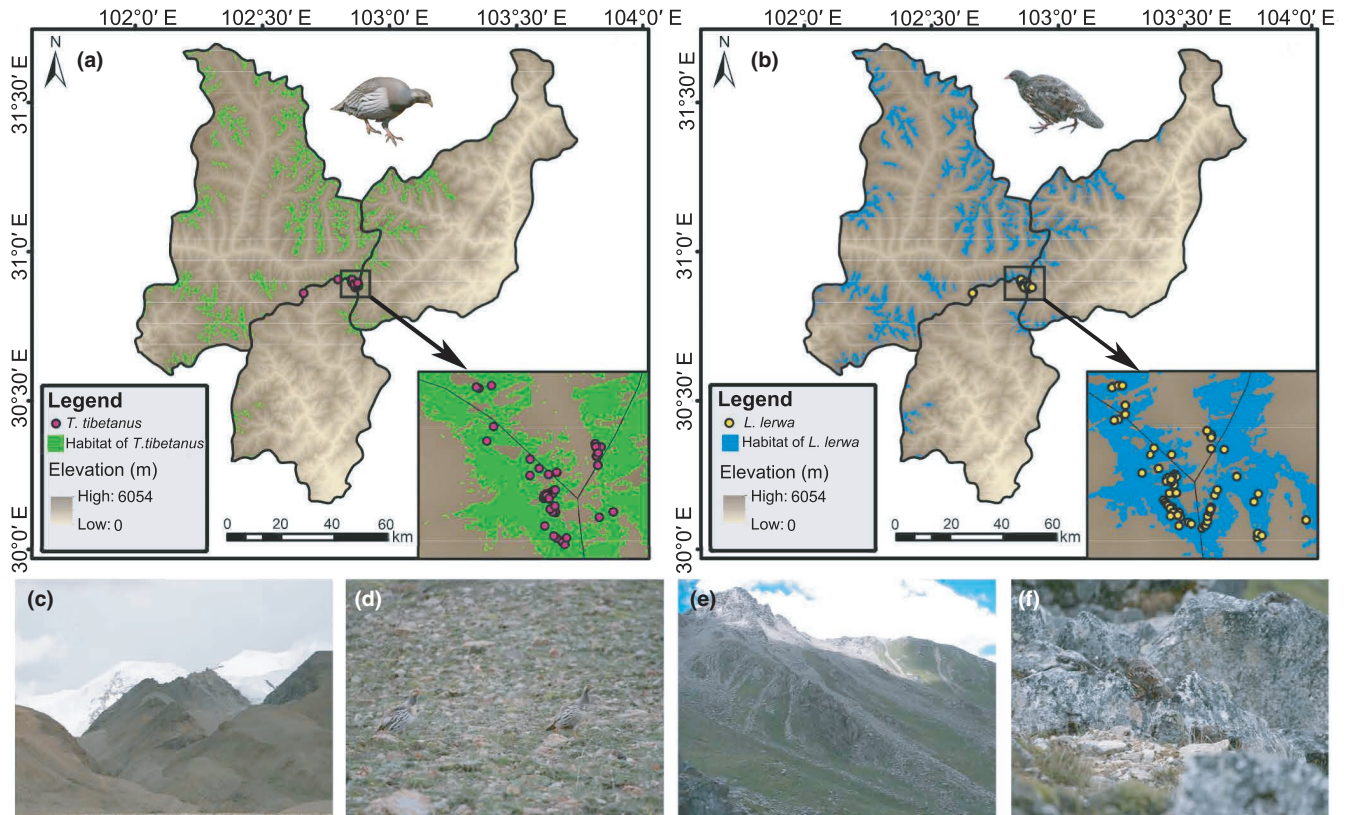 102.0′ E 102.30′ E 103.0′ E 103.30′ E 104.0′ E
102.0′ E 102.30′ E 103.0′ E 103.30′ E 104.0′ E
N
(a)
31°30′ E
31°0′ E
30°30′ E
30°0′ E
Legend
T. tibetanus
Habitat of T.tibetanus
Elevation (m)
High: 6054
Low: 0
0 20 40 60
km
N
(b)
31°30′ E
31°0′ E
30°30′ E
30°0′ E
Legend
L. lerwa
Habitat of L. lerwa
Elevation (m)
High: 6054
Low: 0
0 20 40 60
km
(c)
(d)
(e)
(f)